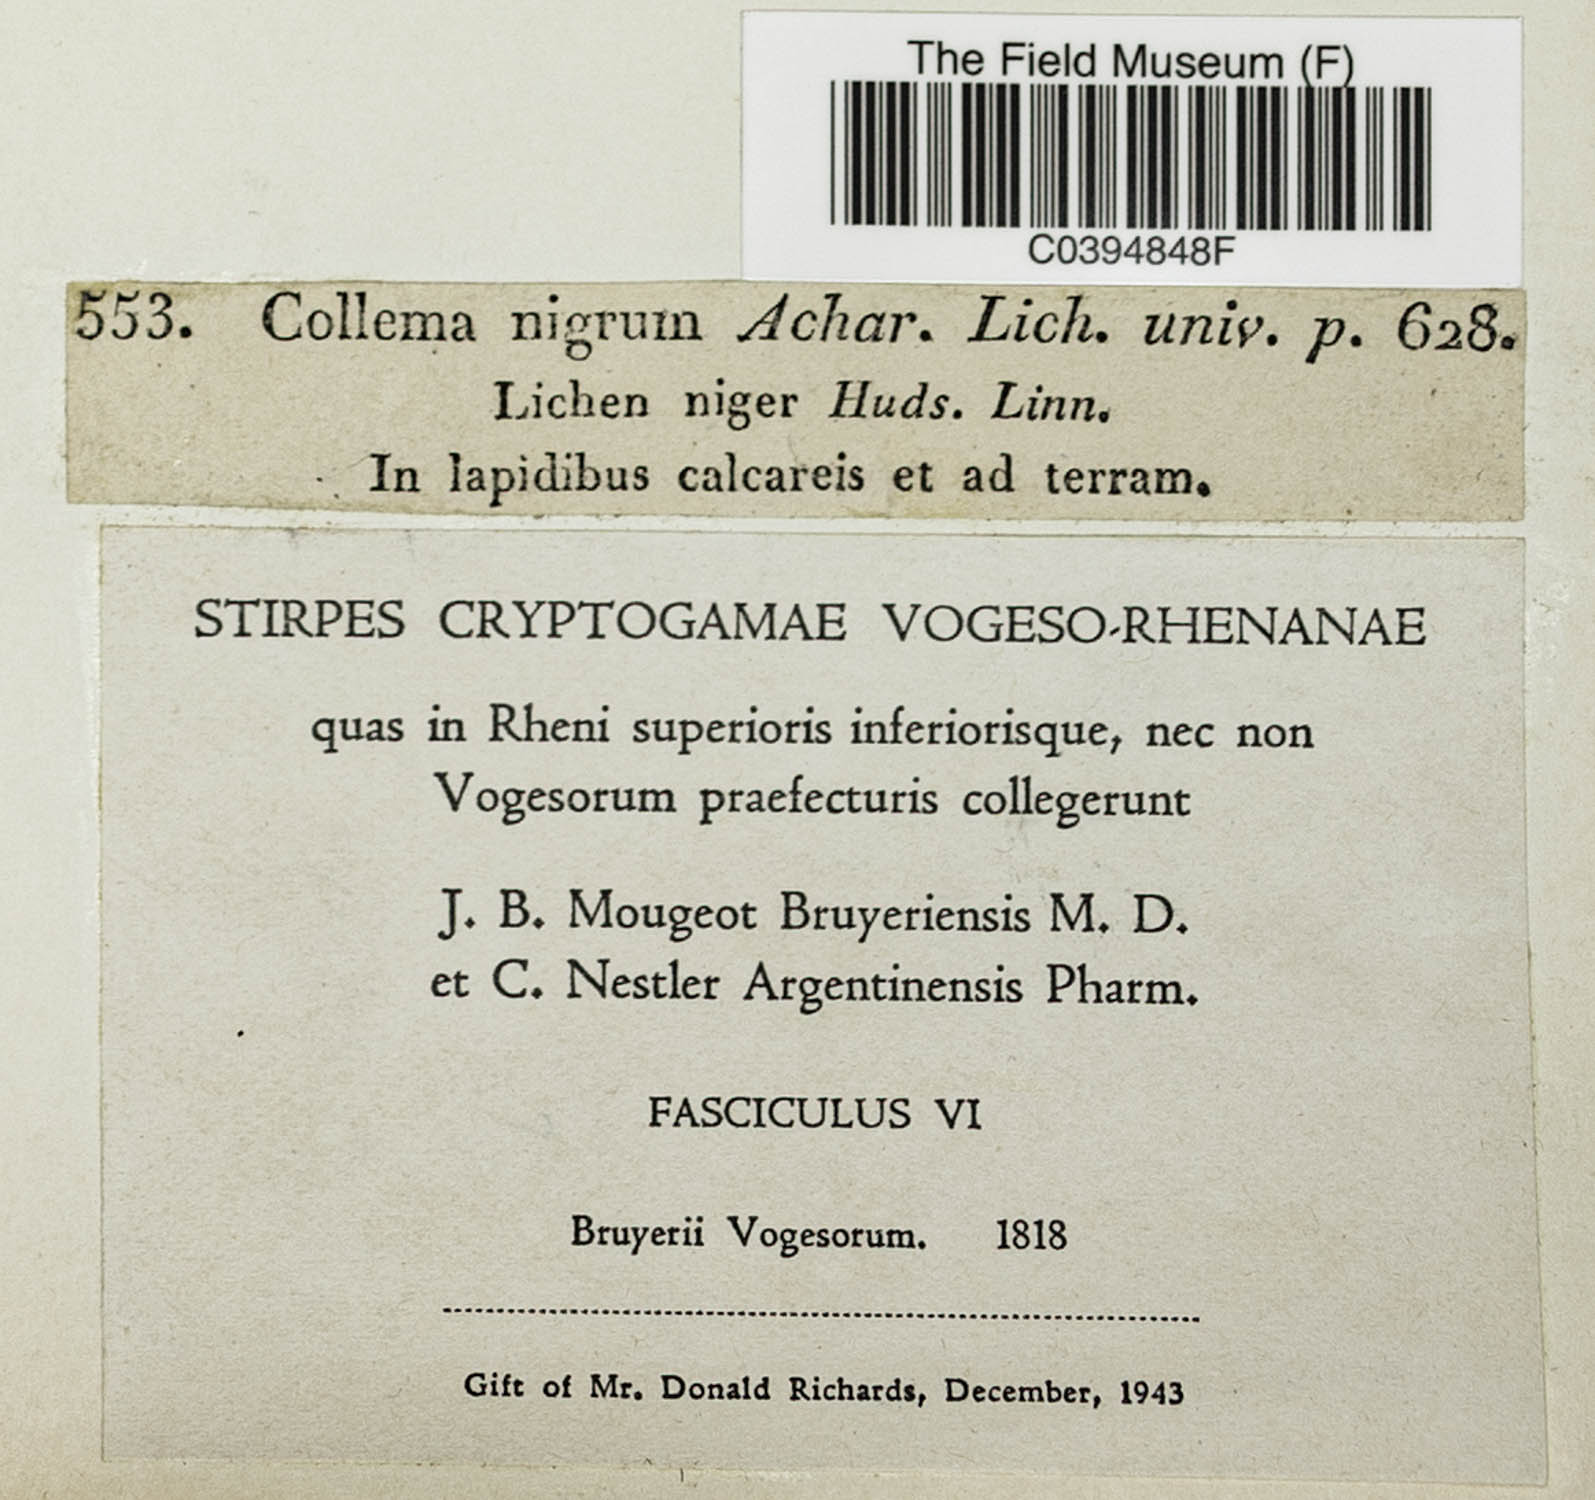 The Field Museum (F)
C0394848F
553. Collema nigrum Achar. Lich. univ. p. 628.
Lichen niger Huds. Linn.
In lapidibus calcareis et ad terram.
STIRPES CRYPTOGAMAE VOGESO-RHENANAE
quas in Rheni superioris inferiorisque, nec non
Vogesorum praefecturis collegerunt
J. B. Mougeot Bruyeriensis M. D.
et C. Nestler Argentinensis Pharm.
FASCICULUS VI
Bruyerii Vogesorum. 1818
Gift of Mr. Donald Richards, December, 1943